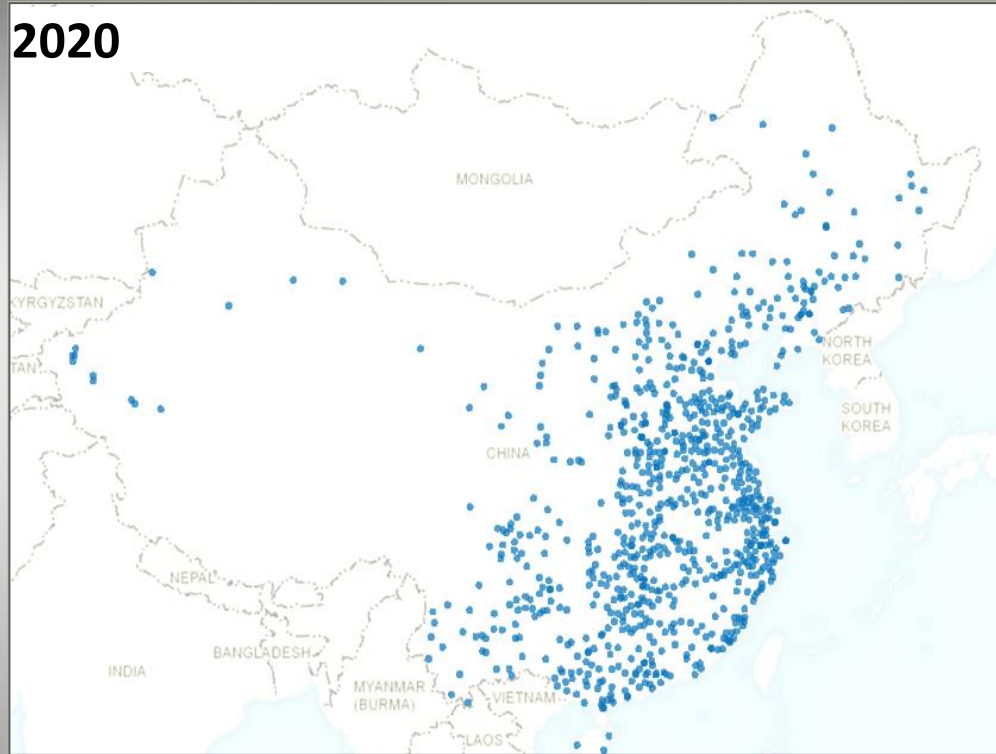 2020
MONGOLIA
KYRGYZSTAN
TAN
NORTH
KOREA
SOUTH
KOREA
CHINA
NEPAL
BANGLADESH
INDIA
MYANMAR
(BURMA)
VIETNAM
LAOS